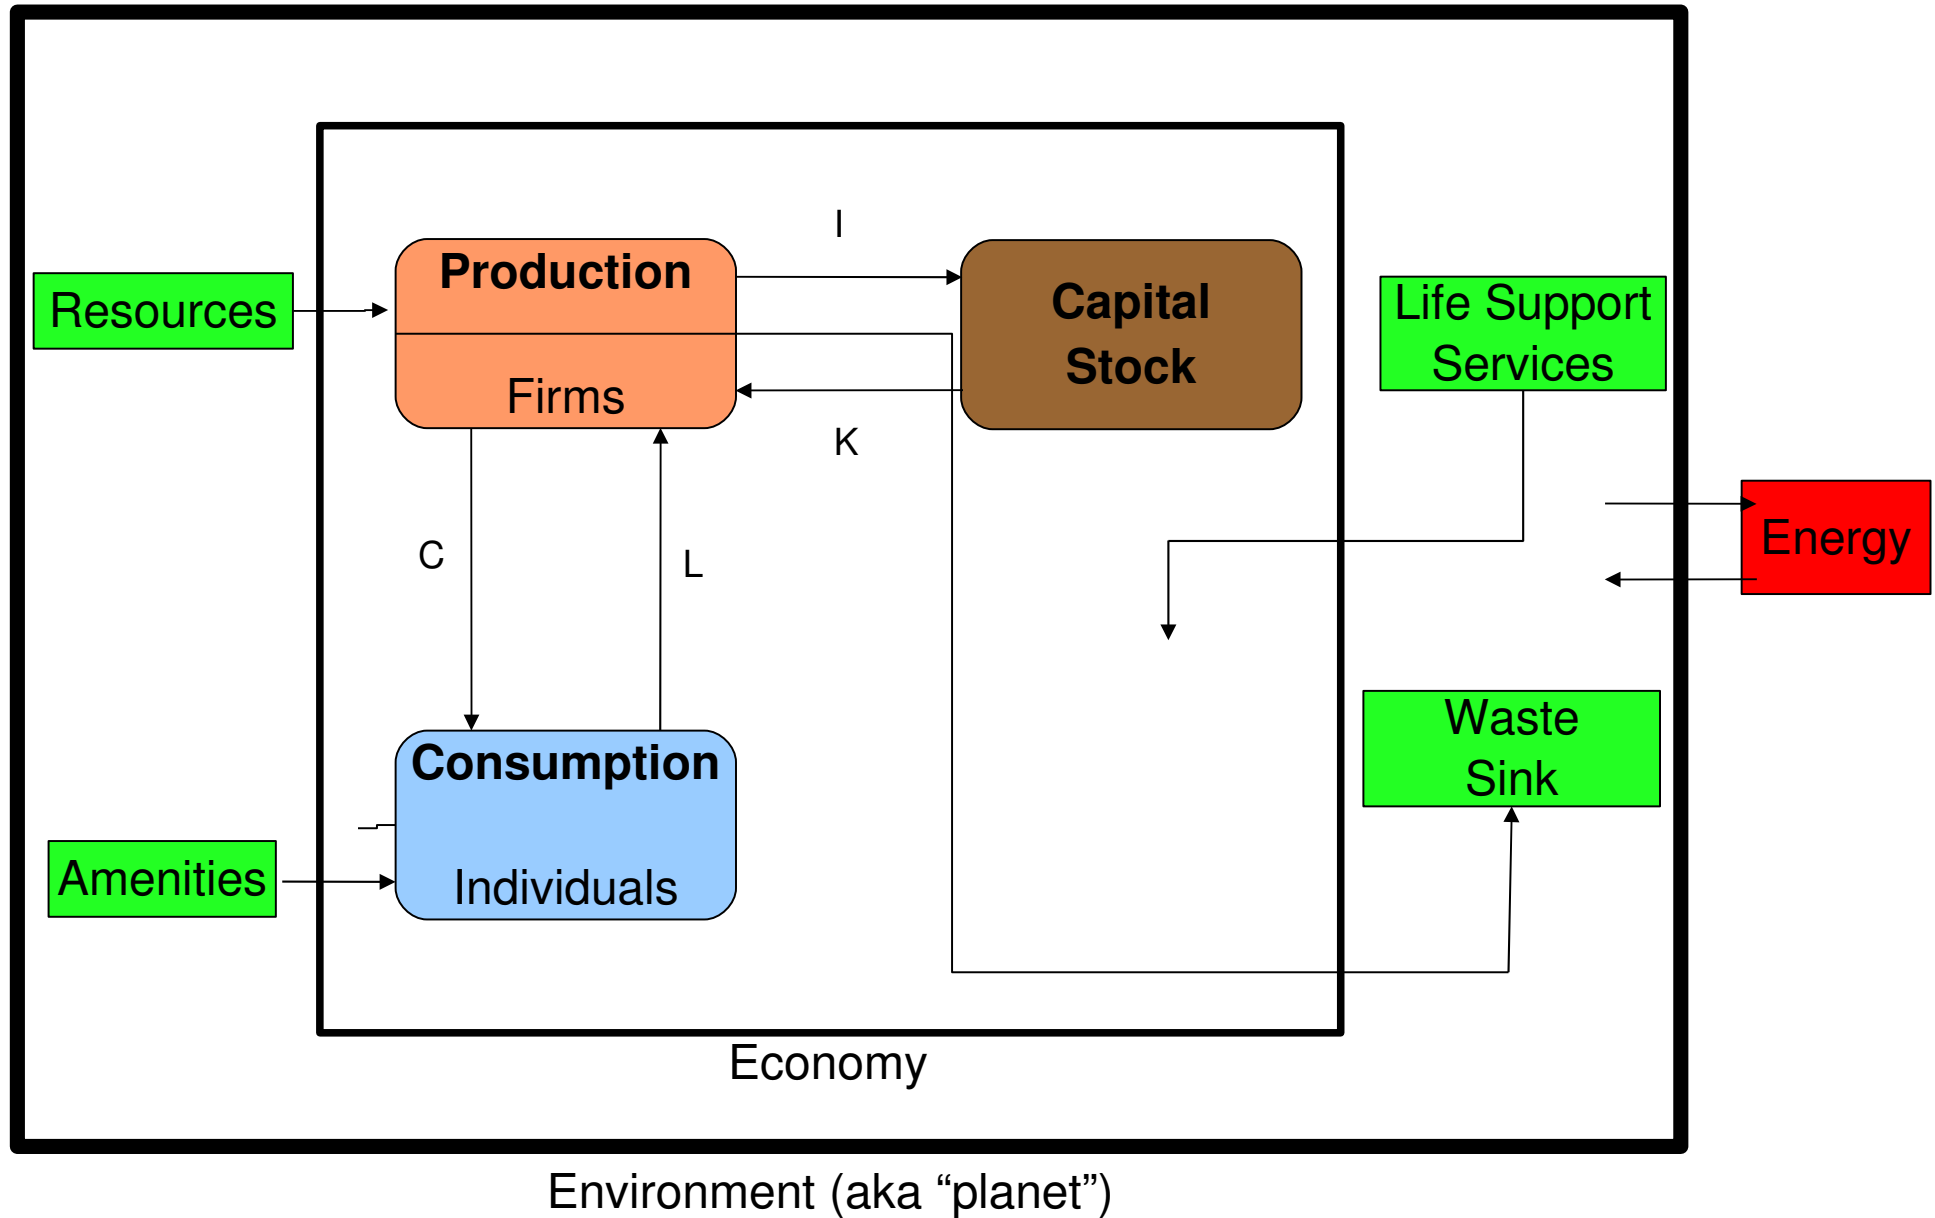 I
Production
Firms
Capital
Stock
Resources
Life Support
Services
K
C
L
Energy
Consumption
Individuals
Waste
Sink
Amenities
Economy
Environment (aka “planet”)